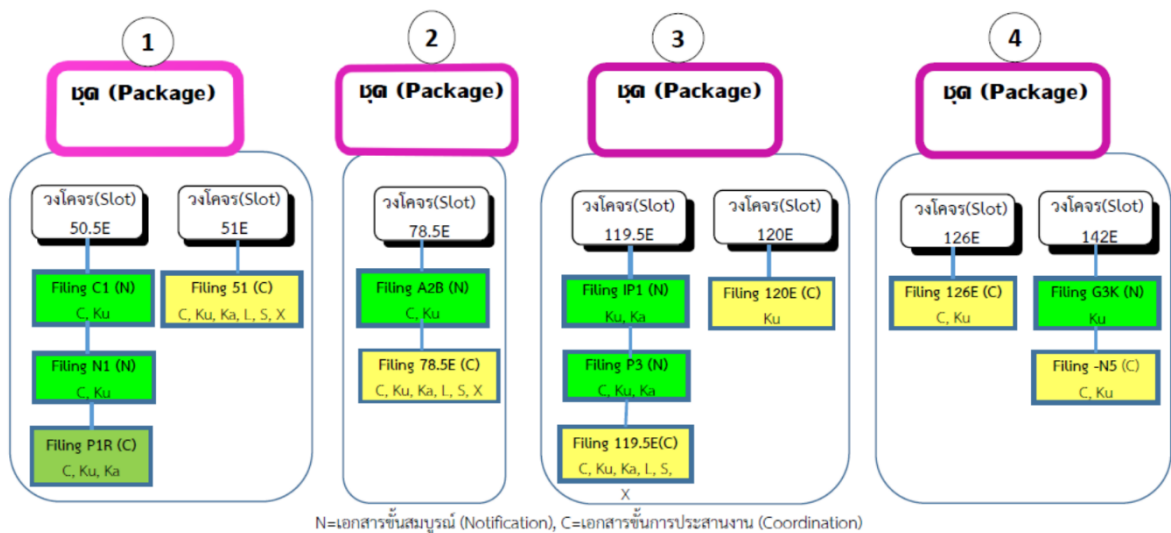 1
ชุด (Package)
วงโคจร(Slot)
50.5E
Filing C1 (N)
C, Ku
Filing N1 (N)
C, Ku
Filing P1R (C)
C, Ku, Ka
วงโคจร(Slot)
51E
Filing 51 (C)
C, Ku, Ka, L, S, X
2
ชุด (Package)
วงโคจร(Slot)
78.5E
Filing A2B (N)
C, Ku
Filing 78.5E (C)
C, Ku, Ka, L, S, X
3
ชุด (Package)
วงโคจร(Slot)
119.5E
Filing IP1 (N)
Ku, Ka
Filing P3 (N)
C, Ku, Ka
Filing 119.5E(C)
C, Ku, Ka, L, S,
X
วงโคจร(Slot)
120E
Filing 120E (C)
Ku
4
ชุด (Package)
วงโคจร(Slot)
126E
Filing 126E (C)
C, Ku
วงโคจร(Slot)
142E
Filing G3K (N)
Ku
Filing -N5 (C)
C, Ku
N=เอกสารขั้นสมบูรณ์ (Notification), C=เอกสารขั้นการประสานงาน (Coordination)